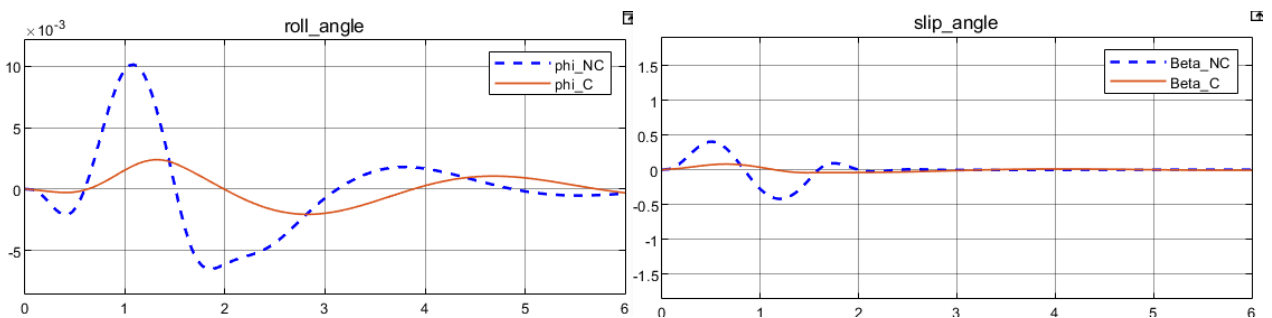 ×10⁻³
roll_angle
10
5
0
-5
phi_NC
phi_C
0 1 2 3 4 5 6
slip_angle
1.5
1
0.5
0
-0.5
-1
-1.5
Beta_NC
Beta_C
0 1 2 3 4 5 6